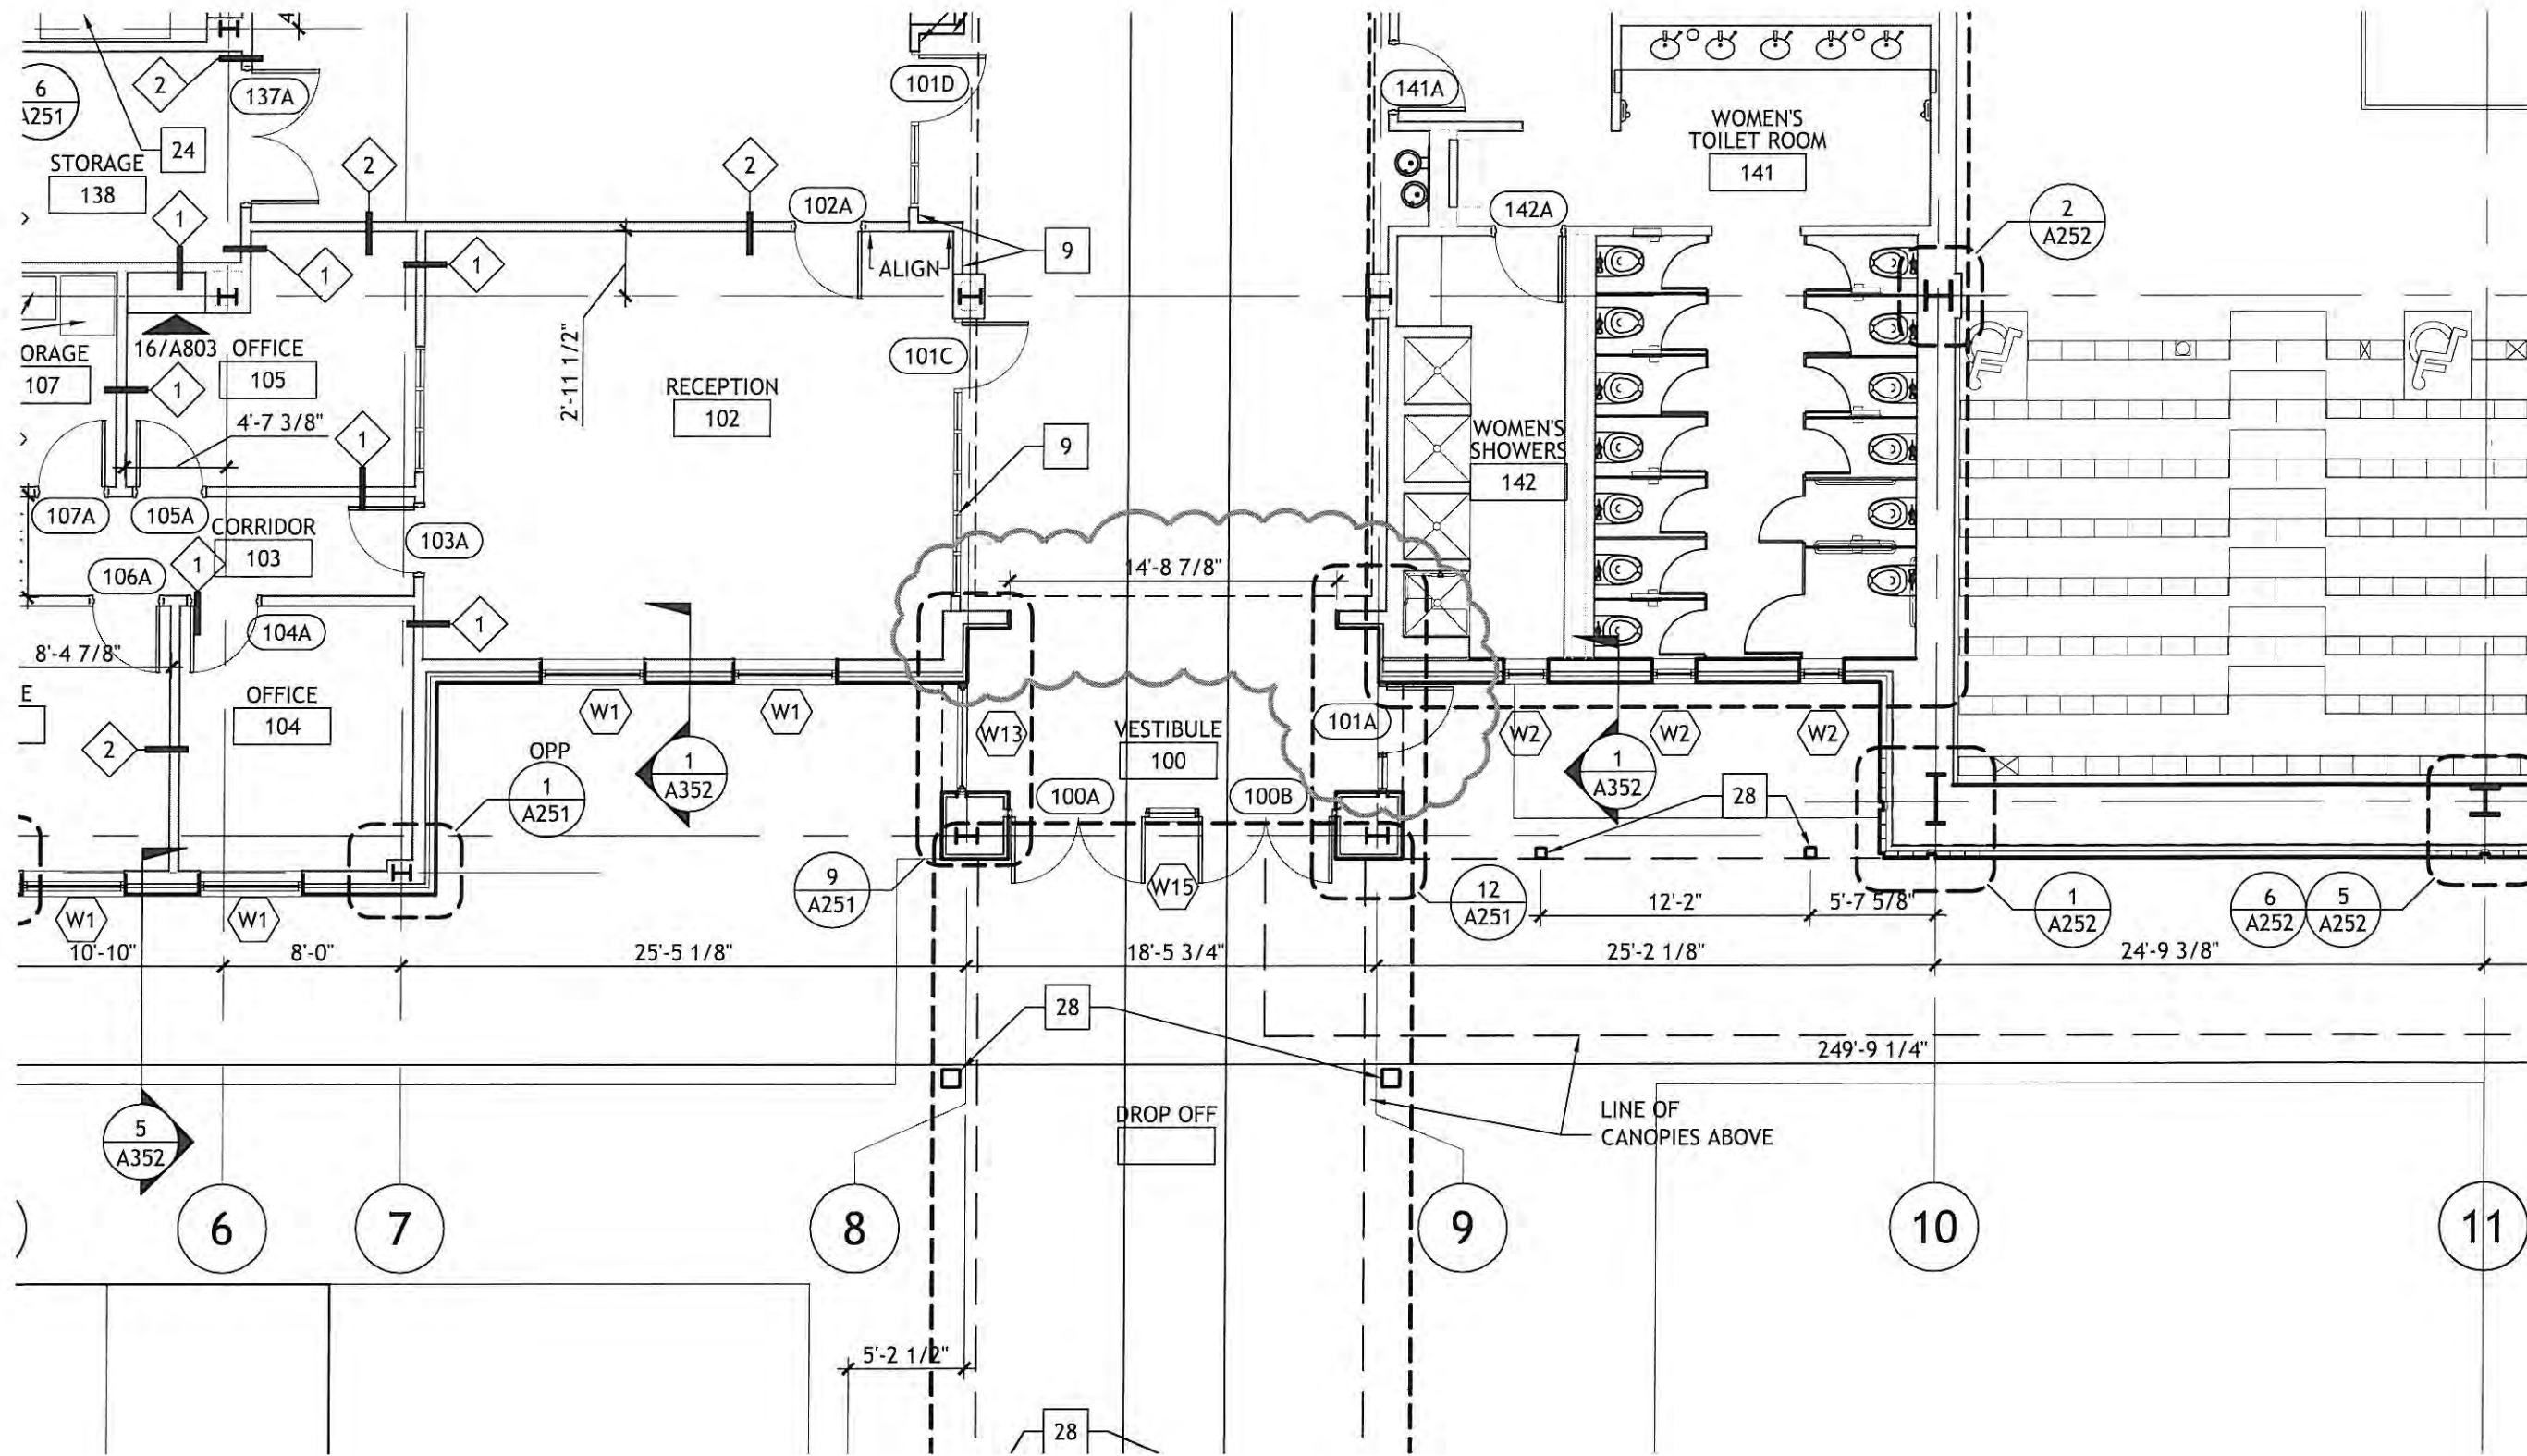 6
A251
2
137A
24
STORAGE
138
2
2
1
1
1
101D
102A
ALIGN
9
141A
WOMEN'S
TOILET ROOM
141
142A
2
A252
16/A803
OFFICE
105
ORAGE
107
1
4'-7 3/8"
1
2'-11 1/2"
RECEPTION
102
101C
9
WOMEN'S
SHOWERS
142
107A
105A
CORRIDOR
103
103A
106A
1
104A
1
14'-8 7/8"
8'-4 7/8"
E
OFFICE
104
2
OPP
1
A251
W1
W1
1
A352
W13
VESTIBULE
100
101A
W2
W2
W2
1
A352
28
100A
100B
W15
9
A251
12
A251
1
A252
6
A252
5
A252
W1
W1
12'-2"
5'-7 5/8"
10'-10"
8'-0"
25'-5 1/8"
18'-5 3/4"
25'-2 1/8"
24'-9 3/8"
28
249'-9 1/4"
5
A352
DROP OFF
LINE OF
CANOPIES ABOVE
6
7
8
9
10
11
5'-2 1/2"
28